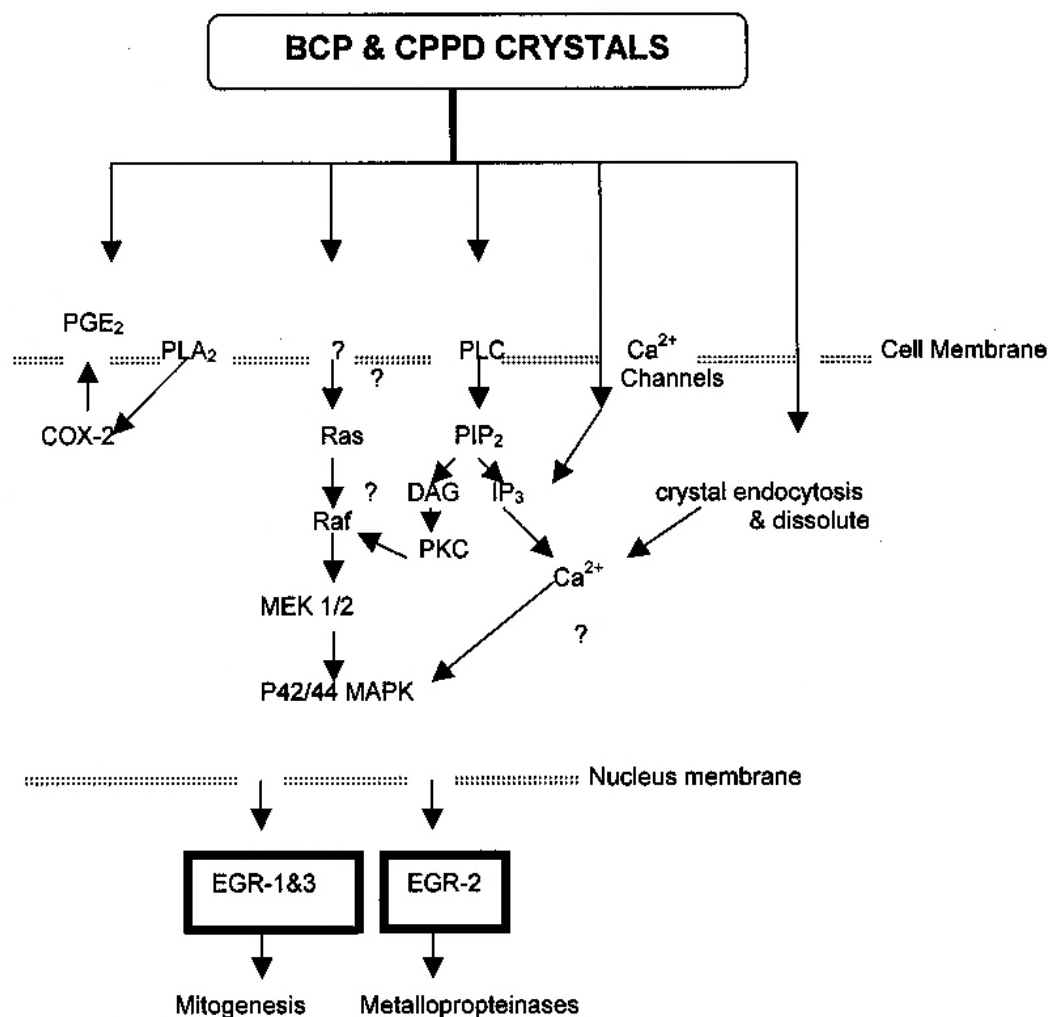 BCP & CPPD CRYSTALS
PGE₂
PLA₂
?
PLC
Ca²⁺
Channels
Cell Membrane
?
COX-2
Ras
PIP₂
?
DAG
IP₃
crystal endocytosis
& dissolute
Raf
PKC
Ca²⁺
MEK 1/2
?
P42/44 MAPK
Nucleus membrane
EGR-1&3
EGR-2
Mitogenesis
Metallopropteinases